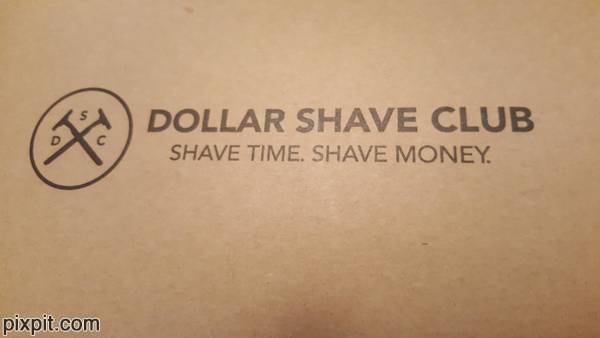 S
D C
DOLLAR SHAVE CLUB
SHAVE TIME. SHAVE MONEY.
pixpit.com